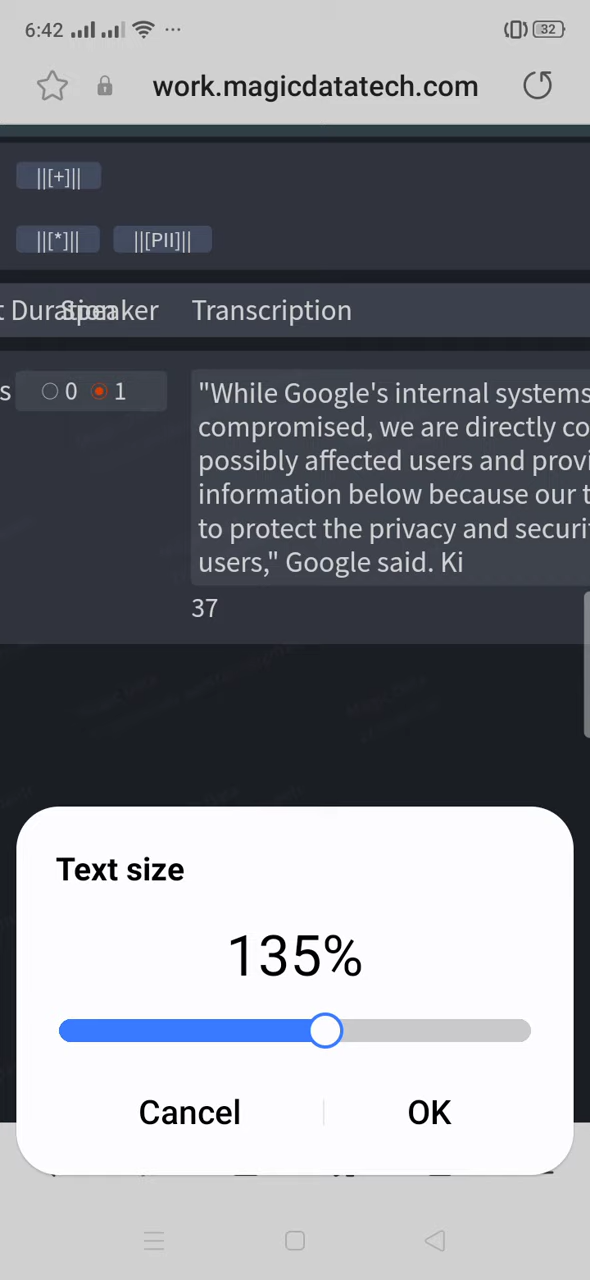 6:42 ... 32
work.magicdatatech.com
||[+]||
||[*]|| ||[PII]||
t Duration Speaker Transcription
s 0 1
"While Google's internal systems
compromised, we are directly co
possibly affected users and provi
information below because our t
to protect the privacy and securi
users," Google said. Ki
37
Text size
135%
Cancel OK